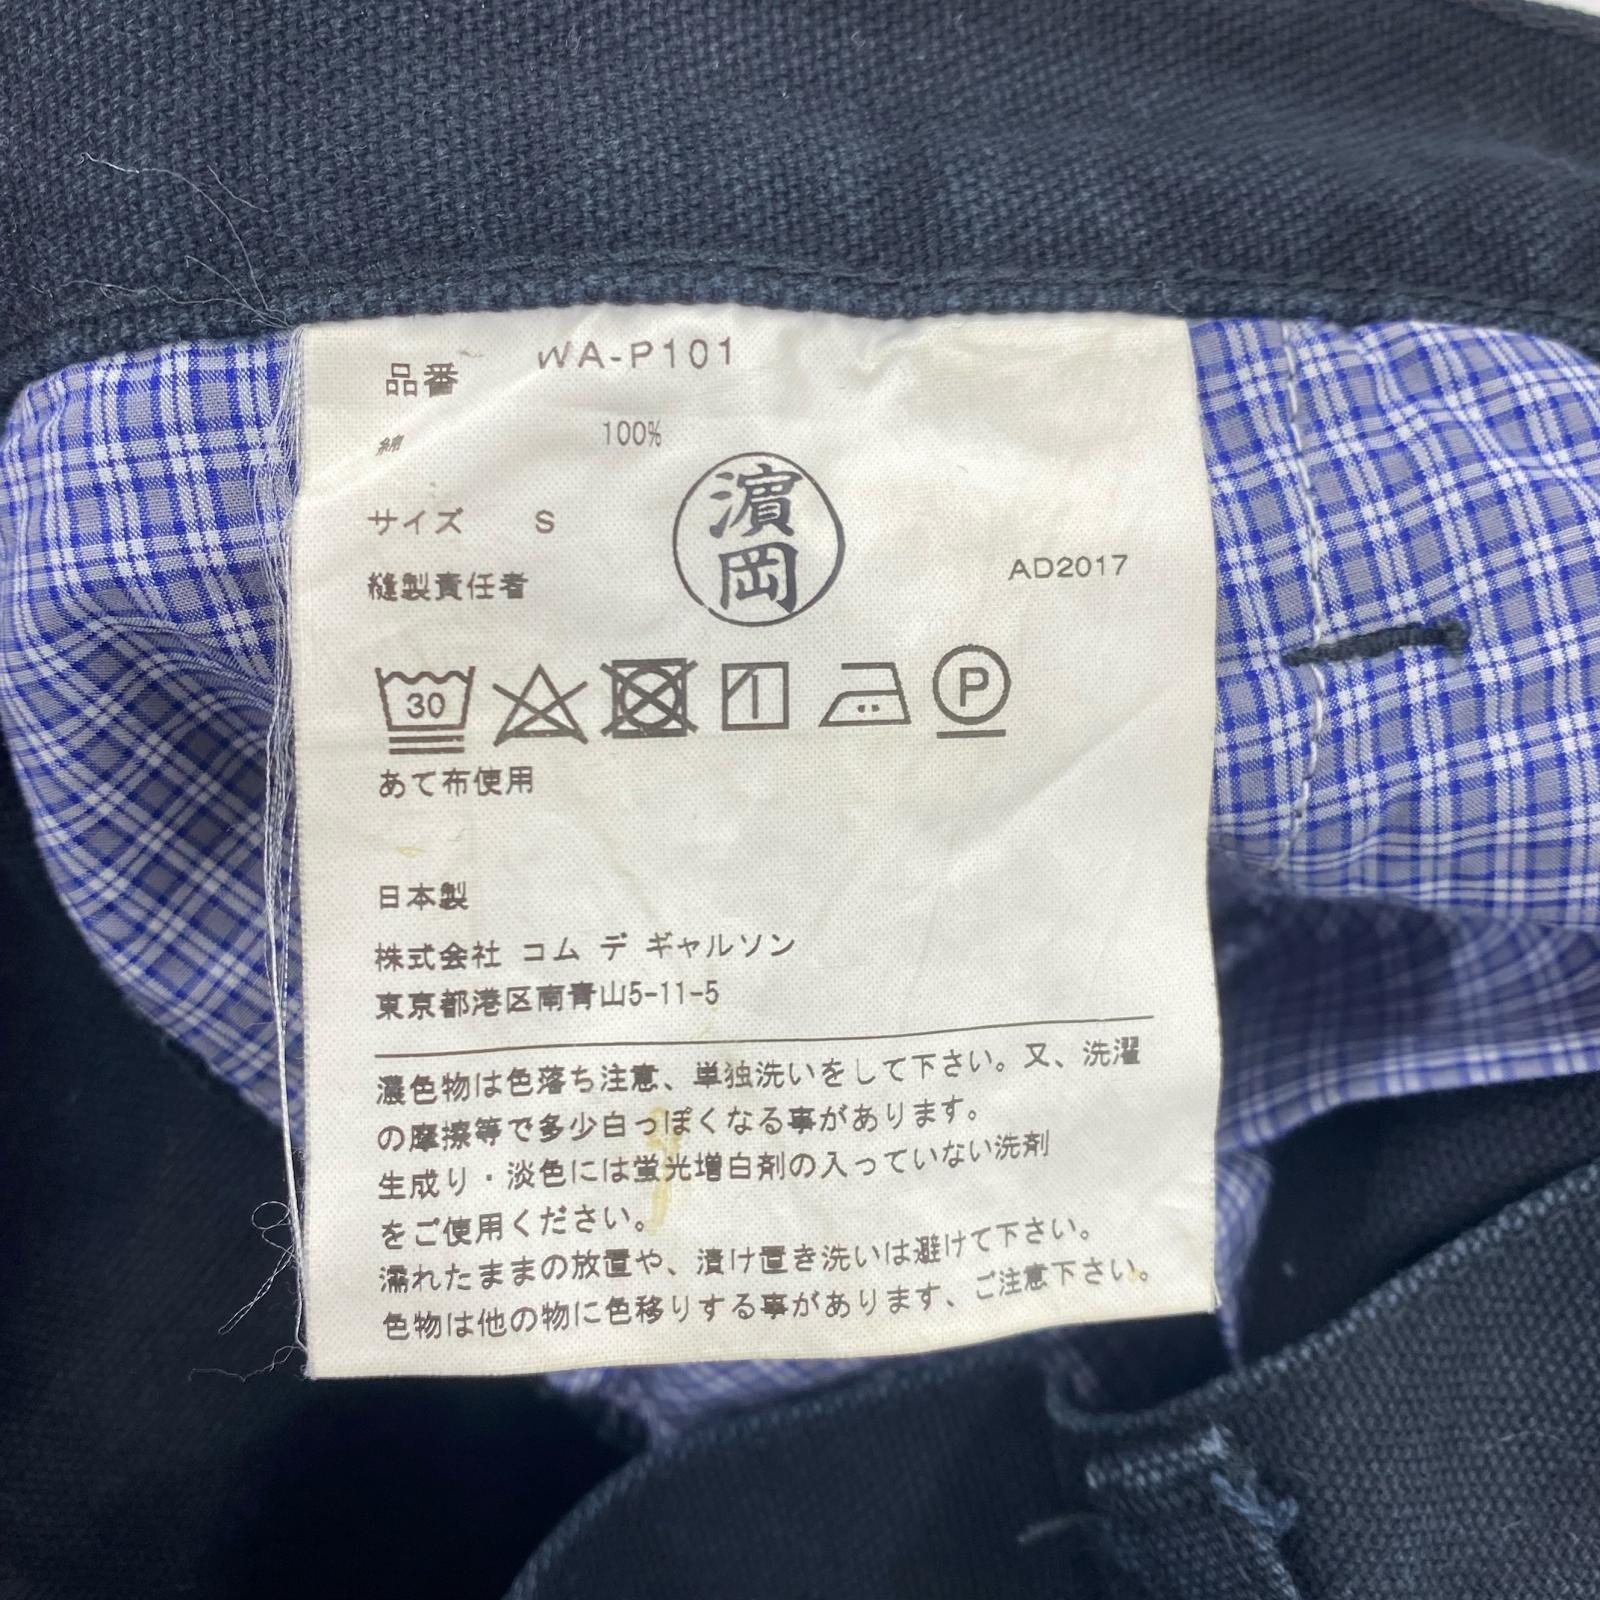 品番 WA-P101
綿 100%
サイズ S
濱岡
縫製責任者
AD2017
30
P
あて布使用
日本製
株式会社 コム デ ギャルソン
東京都港区南青山5-11-5
濃色物は色落ち注意、単独洗いをして下さい。又、洗濯
の摩擦等で多少白っぽくなる事があります。
生成り・淡色には蛍光増白剤の入っていない洗剤
をご使用ください。
濡れたままの放置や、漬け置き洗いは避けて下さい。
色物は他の物に色移りする事があります、ご注意下さい。